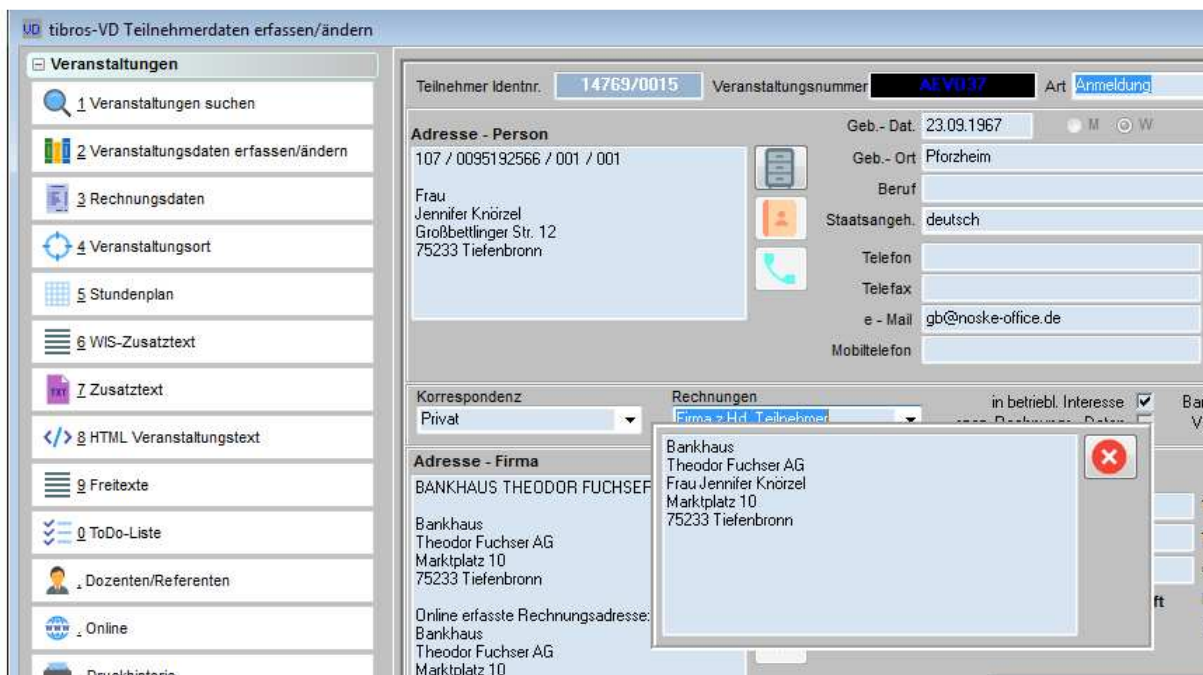 VD tibros-VD Teilnehmerdaten erfassen/ändern
Veranstaltungen
1 Veranstaltungen suchen
2 Veranstaltungsdaten erfassen/ändern
3 Rechnungsdaten
4 Veranstaltungsort
5 Stundenplan
6 WIS-Zusatztext
TXT 7 Zusatztext
8 HTML Veranstaltungstext
9 Freitexte
0 ToDo-Liste
. Dozenten/Referenten
. Online
Teilnehmer Identnr. 14769/0015 Veranstaltungsnummer AEV037 Art Anmeldung
Adresse - Person
107 / 0095192566 / 001 / 001
Frau
Jennifer Knörzel
Großbettlinger Str. 12
75233 Tiefenbronn
Geb.- Dat. 23.09.1967 M W
Geb.- Ort Pforzheim
Beruf
Staatsangeh. deutsch
Telefon
Telefax
e - Mail gb@noske-office.de
Mobiltelefon
Korrespondenz
Privat
Rechnungen
Firma z.Hd. Teilnehmer
in betriebl. Interesse
Adresse - Firma
BANKHAUS THEODOR FUCHSER
Bankhaus
Theodor Fuchser AG
Marktplatz 10
75233 Tiefenbronn
Online erfasste Rechnungsadresse:
Bankhaus
Theodor Fuchser AG
Marktplatz 10
Bankhaus
Theodor Fuchser AG
Frau Jennifer Knörzel
Marktplatz 10
75233 Tiefenbronn